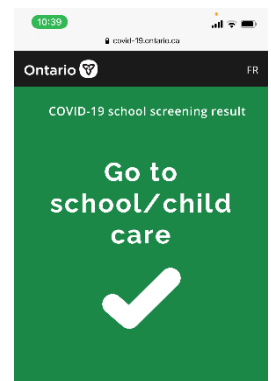 10:39
covid-19.ontario.ca
Ontario
FR
COVID-19 school screening result
Go to
school/child
care